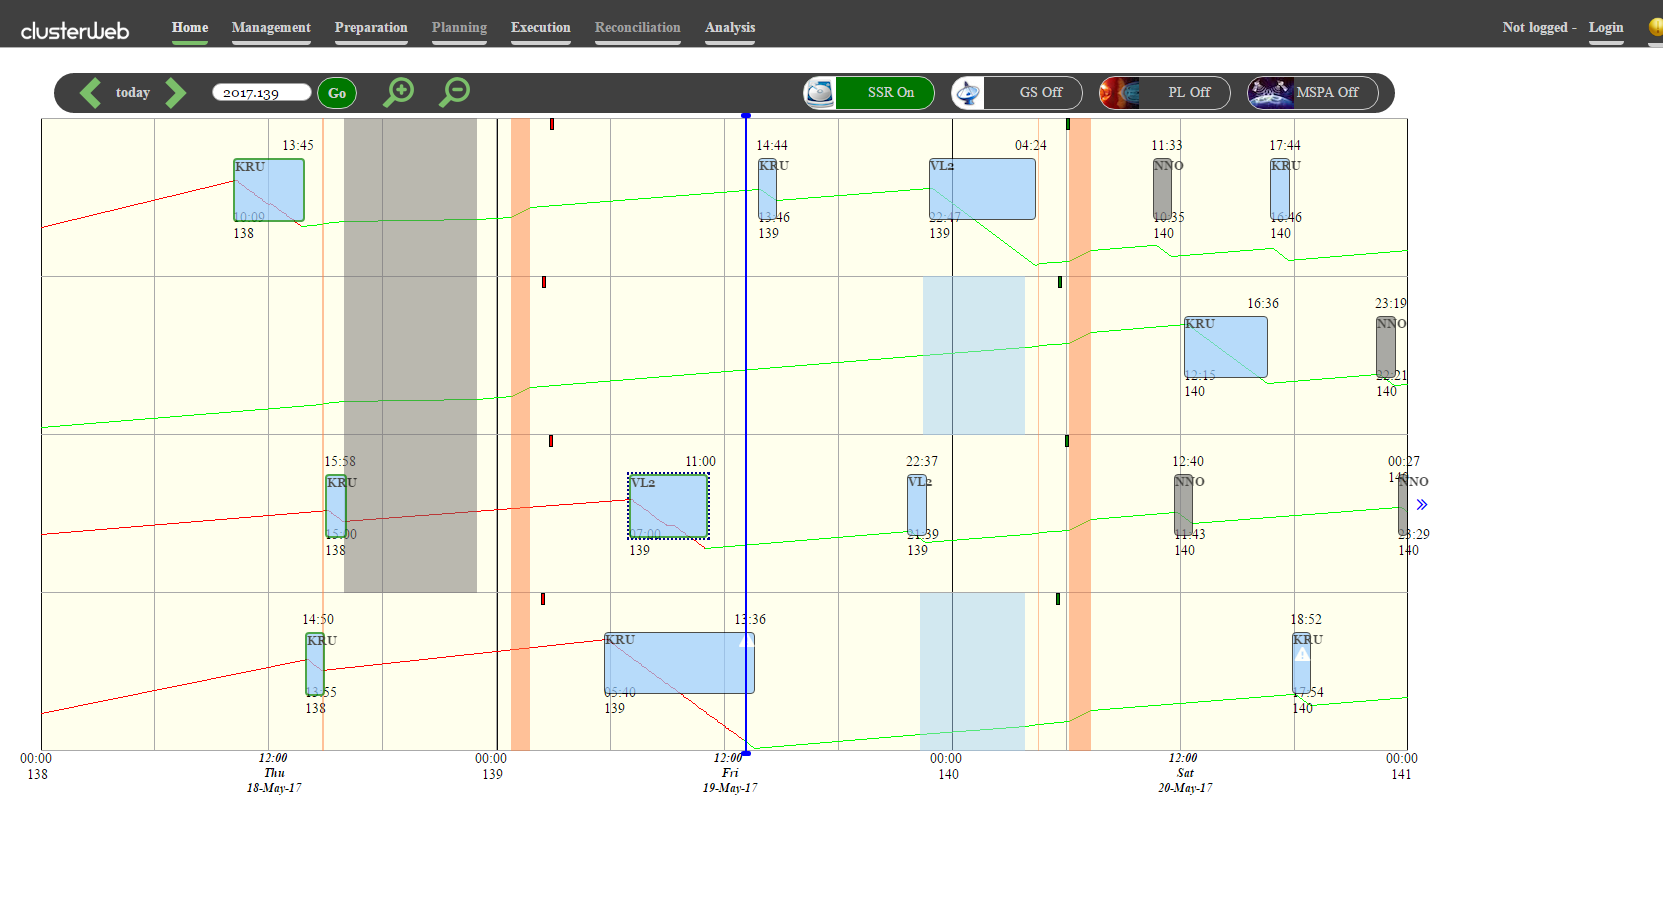 clusterweb
Home Management Preparation Planning Execution Reconciliation Analysis
Not logged - Login
today 2017.139 Go
SSR On GS Off PL Off MSPA Off
13:45 14:44 04:24 11:33 17:44
KRU KRU VL2 NNO KRU
10:09 13:46 22:47 10:35 16:46
138 139 139 140 140
16:36 23:19
KRU NNO
12:15 22:21
140 140
15:58 11:00 22:37 12:40 00:27
140
KRU VL2 VL2 NNO NNO
15:00 07:00 21:39 11:43 23:29
138 139 139 140 140
14:50 13:36 18:52
KRU KRU KRU
13:55 05:40 17:54
138 139 140
00:00 12:00 00:00 12:00 00:00 12:00 00:00
138 Thu 139 Fri 140 Sat 141
18-May-17 19-May-17 20-May-17